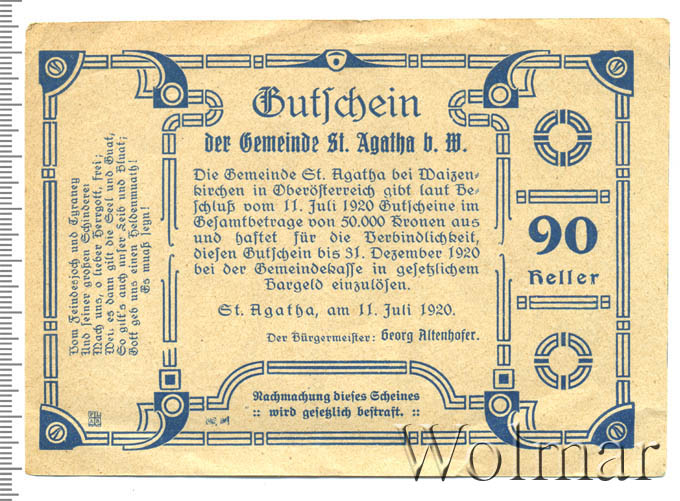 Gutschein
der Gemeinde St. Agatha b. W.
Die Gemeinde St. Agatha bei Waizen-
kirchen in Oberösterreich gibt laut Be-
schluß vom 11. Juli 1920 Gutscheine im
Gesamtbetrage von 50.000 Kronen aus
und haftet für die Verbindlichkeit,
diesen Gutschein bis 31. Dezember 1920
bei der Gemeindekasse in gesetzlichem
Bargeld einzulösen.
St. Agatha, am 11. Juli 1920.
Der Bürgermeister: Georg Altenhofer.
Nachmachung dieses Scheines
:: wird gesetzlich bestraft. ::
90
Heller
Vom Feindesjoch und Tyraney
Und seiner großen Schinderei
Mach uns, o lieber Herrgott, frei;
Weil es dann gilt die Seel und Guat,
So gilt's auch unser Leib und Bluat;
Gott geb uns einen Heldenmuath!
Es muaß seyn!
Wolmar